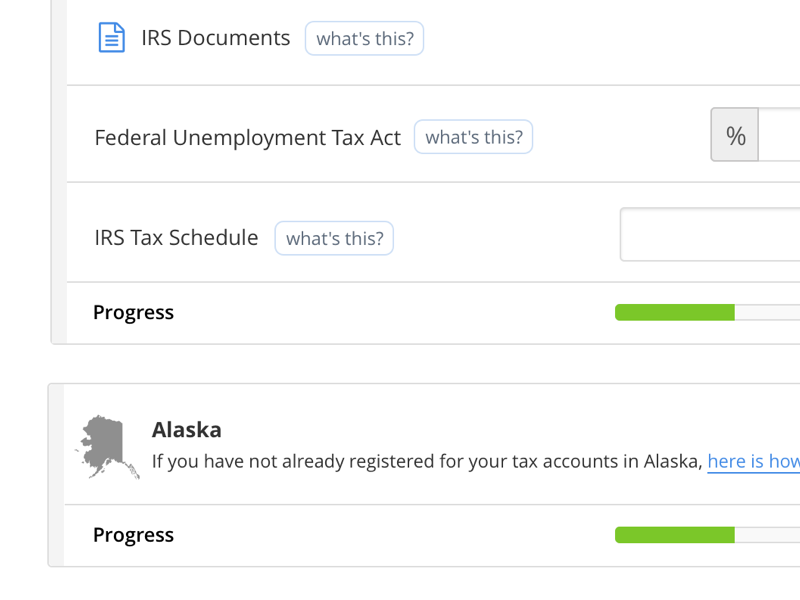 IRS Documents what's this?
Federal Unemployment Tax Act what's this? %
IRS Tax Schedule what's this?
Progress
Alaska
If you have not already registered for your tax accounts in Alaska, here is how
Progress